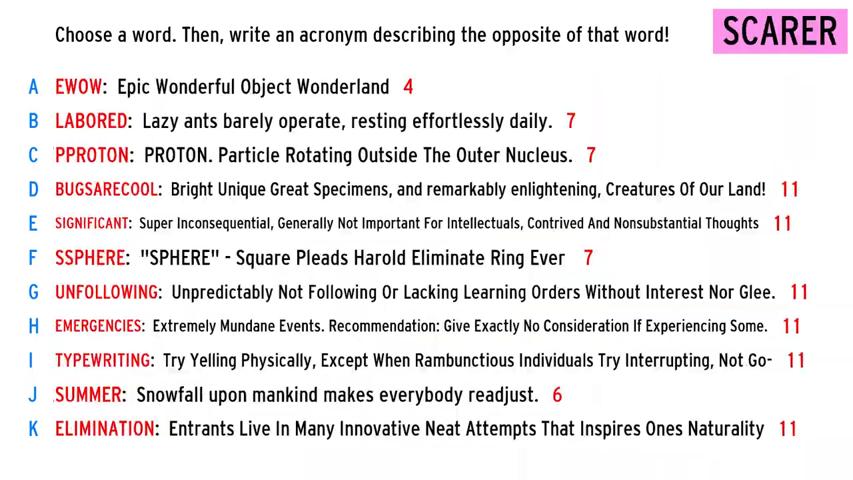 Choose a word. Then, write an acronym describing the opposite of that word!
SCARER
A EWOW: Epic Wonderful Object Wonderland 4
B LABORED: Lazy ants barely operate, resting effortlessly daily. 7
C PPROTON: PROTON. Particle Rotating Outside The Outer Nucleus. 7
D BUGSARECOOL: Bright Unique Great Specimens, and remarkably enlightening, Creatures Of Our Land! 11
E SIGNIFICANT: Super Inconsequential, Generally Not Important For Intellectuals, Contrived And Nonsubstantial Thoughts 11
F SSPHERE: "SPHERE" - Square Pleads Harold Eliminate Ring Ever 7
G UNFOLLOWING: Unpredictably Not Following Or Lacking Learning Orders Without Interest Nor Glee. 11
H EMERGENCIES: Extremely Mundane Events. Recommendation: Give Exactly No Consideration If Experiencing Some. 11
I TYPEWRITING: Try Yelling Physically, Except When Rambunctious Individuals Try Interrupting, Not Go- 11
J SUMMER: Snowfall upon mankind makes everybody readjust. 6
K ELIMINATION: Entrants Live In Many Innovative Neat Attempts That Inspires Ones Naturality 11